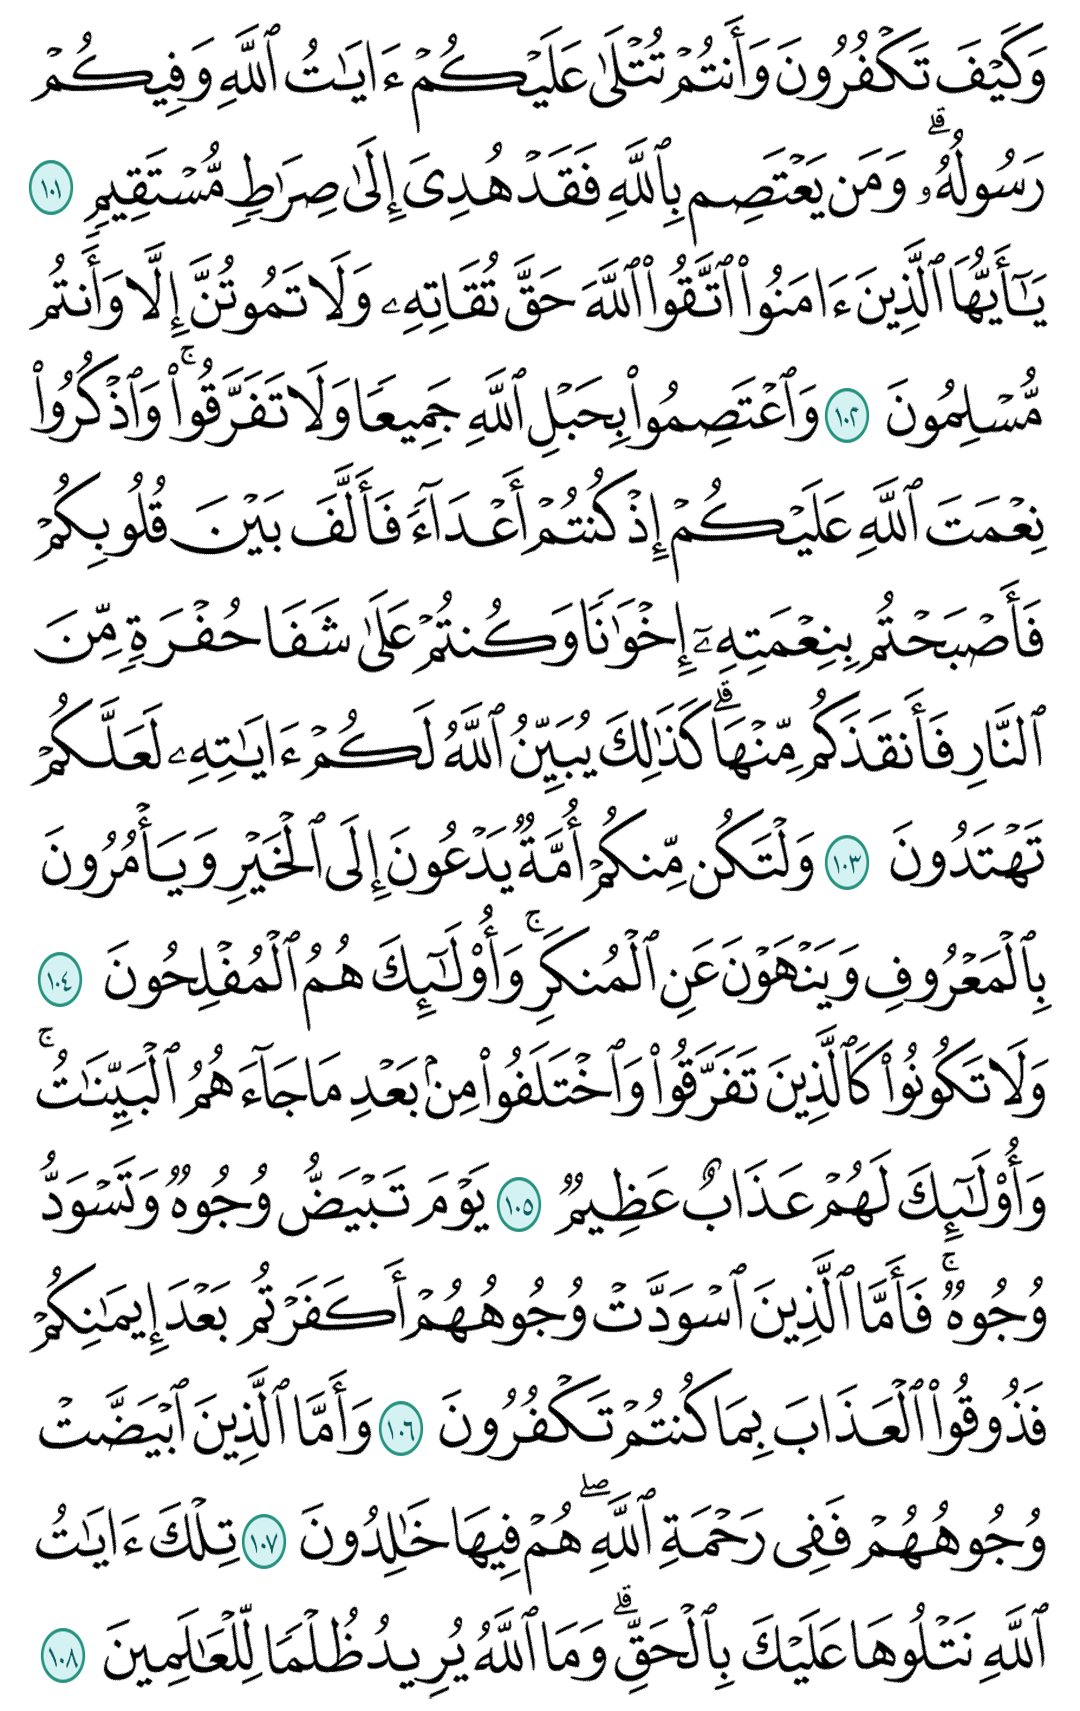 وَكَيْفَ تَكْفُرُونَ وَأَنتُمْ تُتْلَىٰ عَلَيْكُمْ ءَايَـٰتُ ٱللَّهِ وَفِيكُمْ
رَسُولُهُۥ ۗ وَمَن يَعْتَصِم بِٱللَّهِ فَقَدْ هُدِىَ إِلَىٰ صِرَٰطٍ مُّسْتَقِيمٍ ١٠١
يَـٰٓأَيُّهَا ٱلَّذِينَ ءَامَنُوا۟ ٱتَّقُوا۟ ٱللَّهَ حَقَّ تُقَاتِهِۦ وَلَا تَمُوتُنَّ إِلَّا وَأَنتُم
مُّسْلِمُونَ ١٠٢ وَٱعْتَصِمُوا۟ بِحَبْلِ ٱللَّهِ جَمِيعًا وَلَا تَفَرَّقُوا۟ ۚ وَٱذْكُرُوا۟
نِعْمَتَ ٱللَّهِ عَلَيْكُمْ إِذْ كُنتُمْ أَعْدَآءً فَأَلَّفَ بَيْنَ قُلُوبِكُمْ
فَأَصْبَحْتُم بِنِعْمَتِهِۦٓ إِخْوَٰنًا وَكُنتُمْ عَلَىٰ شَفَا حُفْرَةٍ مِّنَ
ٱلنَّارِ فَأَنقَذَكُم مِّنْهَا ۗ كَذَٰلِكَ يُبَيِّنُ ٱللَّهُ لَكُمْ ءَايَـٰتِهِۦ لَعَلَّكُمْ
تَهْتَدُونَ ١٠٣ وَلْتَكُن مِّنكُمْ أُمَّةٌ يَدْعُونَ إِلَى ٱلْخَيْرِ وَيَأْمُرُونَ
بِٱلْمَعْرُوفِ وَيَنْهَوْنَ عَنِ ٱلْمُنكَرِ ۚ وَأُو۟لَـٰٓئِكَ هُمُ ٱلْمُفْلِحُونَ ١٠٤
وَلَا تَكُونُوا۟ كَٱلَّذِينَ تَفَرَّقُوا۟ وَٱخْتَلَفُوا۟ مِنۢ بَعْدِ مَا جَآءَهُمُ ٱلْبَيِّنَـٰتُ ۚ
وَأُو۟لَـٰٓئِكَ لَهُمْ عَذَابٌ عَظِيمٌ ١٠٥ يَوْمَ تَبْيَضُّ وُجُوهٌ وَتَسْوَدُّ
وُجُوهٌ ۚ فَأَمَّا ٱلَّذِينَ ٱسْوَدَّتْ وُجُوهُهُمْ أَكَفَرْتُم بَعْدَ إِيمَـٰنِكُمْ
فَذُوقُوا۟ ٱلْعَذَابَ بِمَا كُنتُمْ تَكْفُرُونَ ١٠٦ وَأَمَّا ٱلَّذِينَ ٱبْيَضَّتْ
وُجُوهُهُمْ فَفِى رَحْمَةِ ٱللَّهِ ۖ هُمْ فِيهَا خَـٰلِدُونَ ١٠٧ تِلْكَ ءَايَـٰتُ
ٱللَّهِ نَتْلُوهَا عَلَيْكَ بِٱلْحَقِّ ۗ وَمَا ٱللَّهُ يُرِيدُ ظُلْمًا لِّلْعَـٰلَمِينَ ١٠٨